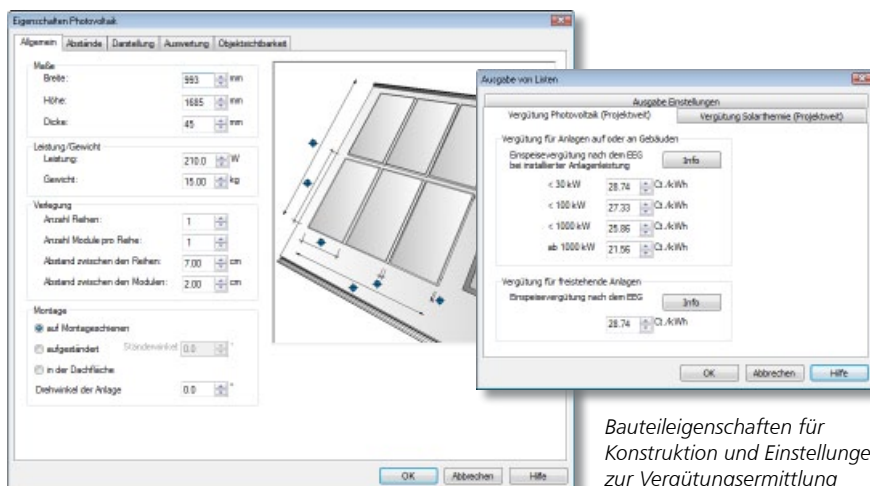 Eigenschaften Photovoltaik
Allgemein Abstände Darstellung Auswertung Objektsichtbarkeit
Maße
Breite: 993 mm
Höhe: 1685 mm
Dicke: 45 mm
Leistung/Gewicht
Leistung: 210.0 W
Gewicht: 15.00 kg
Verlegung
Anzahl Reihen: 1
Anzahl Module pro Reihe: 1
Abstand zwischen den Reihen: 7.00 cm
Abstand zwischen den Modulen: 2.00 cm
Montage
auf Montageschienen
aufgeständert Ständerwinkel 0.0 °
in der Dachfläche
Drehwinkel der Anlage 0.0 °
OK Abbrechen Hilfe
Ausgabe von Listen
Ausgabe Einstellungen
Vergütung Photovoltaik (Projektweit) Vergütung Solarthermie (Projektweit)
Vergütung für Anlagen auf oder an Gebäuden
Einspeisevergütung nach dem EEG
bei installierter Anlagenleistung Info
< 30 kW 28.74 Ct./kWh
< 100 kW 27.33 Ct./kWh
< 1000 kW 25.86 Ct./kWh
ab 1000 kW 21.56 Ct./kWh
Vergütung für freistehende Anlagen
Einspeisevergütung nach dem EEG Info
28.74 Ct./kWh
OK Abbrechen Hilfe
Bauteileigenschaften für
Konstruktion und Einstellunge
zur Vergütungsermittlung